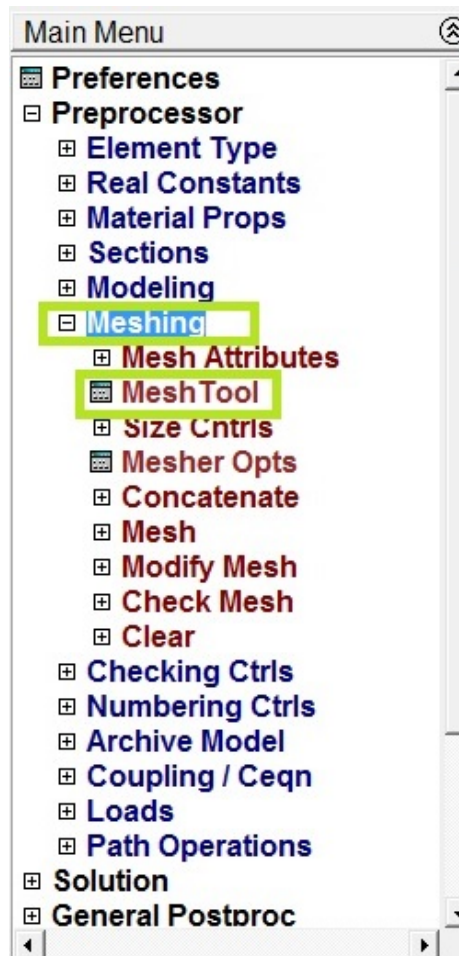 Main Menu
Preferences
Preprocessor
Element Type
Real Constants
Material Props
Sections
Modeling
Meshing
Mesh Attributes
MeshTool
Size Cntrls
Mesher Opts
Concatenate
Mesh
Modify Mesh
Check Mesh
Clear
Checking Ctrls
Numbering Ctrls
Archive Model
Coupling / Ceqn
Loads
Path Operations
Solution
General Postproc